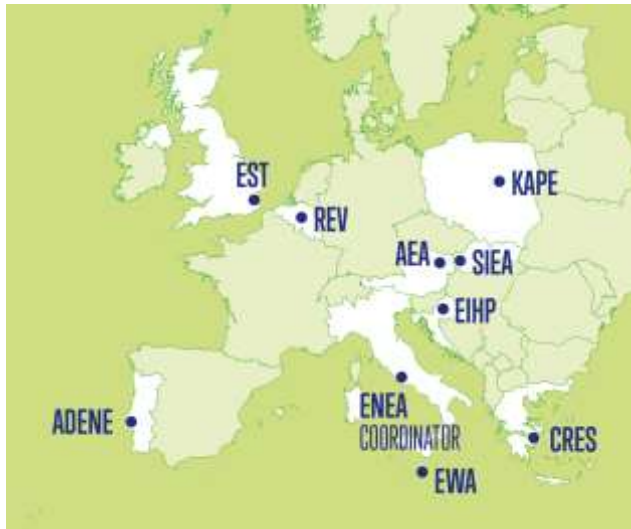 EST
KAPE
REV
AEA
SIEA
EIHP
ENEA
COORDINATOR
ADENE
CRES
EWA